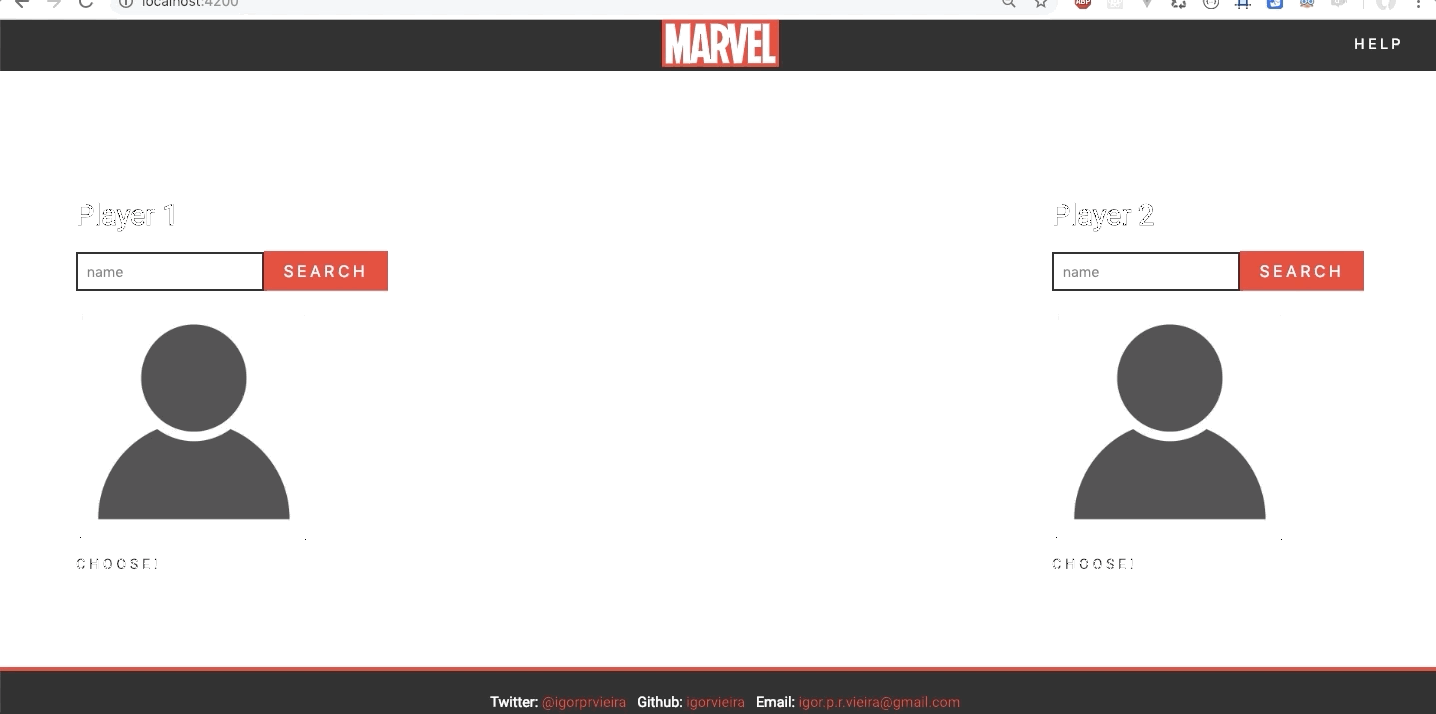 localhost:4200
MARVEL
HELP
Player 1
Player 2
name
SEARCH
name
SEARCH
CHOOSE!
CHOOSE!
Twitter: @igorprvieira Github: igorvieira Email: igor.p.r.vieira@gmail.com